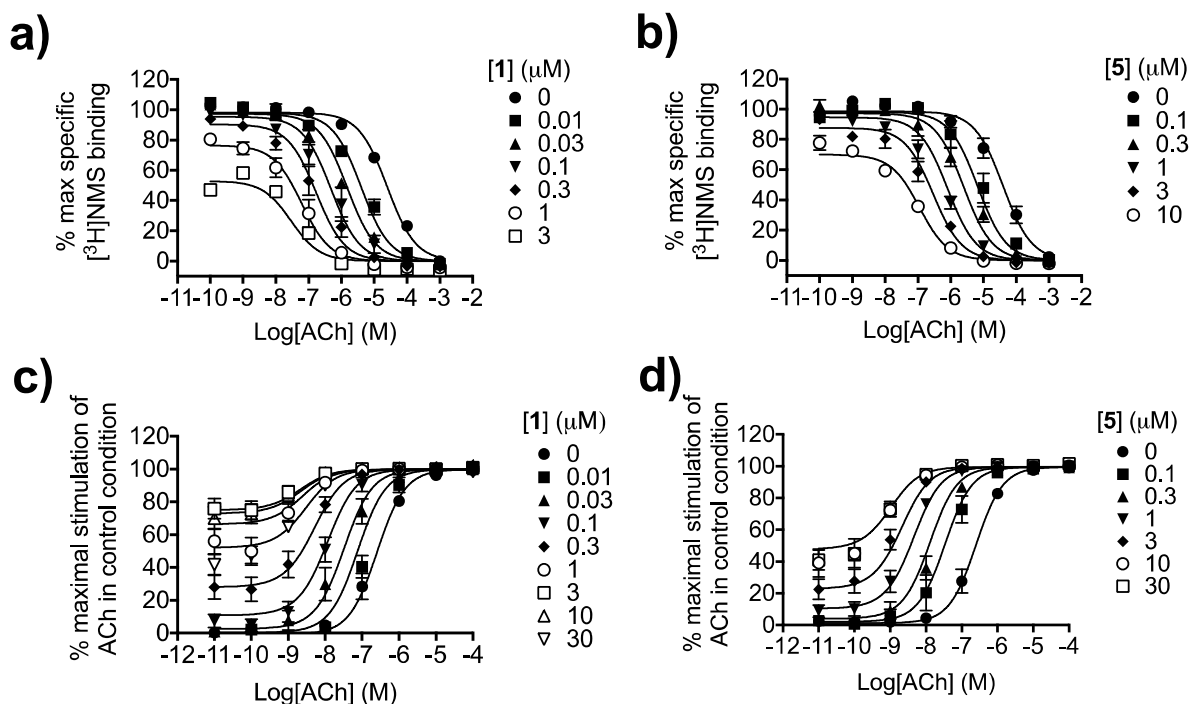 a)
% max specific
[³H]NMS binding
120
100
80
60
40
20
0
-11 -10 -9 -8 -7 -6 -5 -4 -3 -2
Log[ACh] (M)
[1] (μM)
0
0.01
0.03
0.1
0.3
1
3
b)
% max specific
[³H]NMS binding
120
100
80
60
40
20
0
-11 -10 -9 -8 -7 -6 -5 -4 -3 -2
Log[ACh] (M)
[5] (μM)
0
0.1
0.3
1
3
10
c)
% maximal stimulation of
ACh in control condition
120
100
80
60
40
20
0
-12 -11 -10 -9 -8 -7 -6 -5 -4
Log[ACh] (M)
[1] (μM)
0
0.01
0.03
0.1
0.3
1
3
10
30
d)
% maximal stimulation of
ACh in control condition
120
100
80
60
40
20
0
-12 -11 -10 -9 -8 -7 -6 -5 -4
Log[ACh] (M)
[5] (μM)
0
0.1
0.3
1
3
10
30